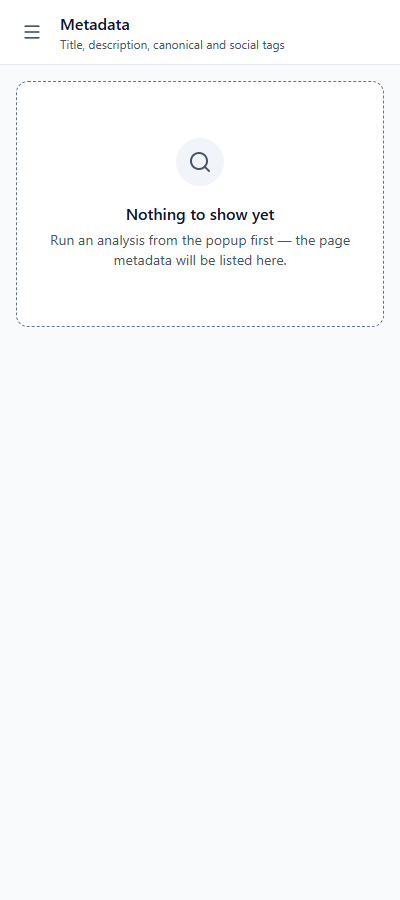 Metadata
Title, description, canonical and social tags
Nothing to show yet
Run an analysis from the popup first — the page
metadata will be listed here.